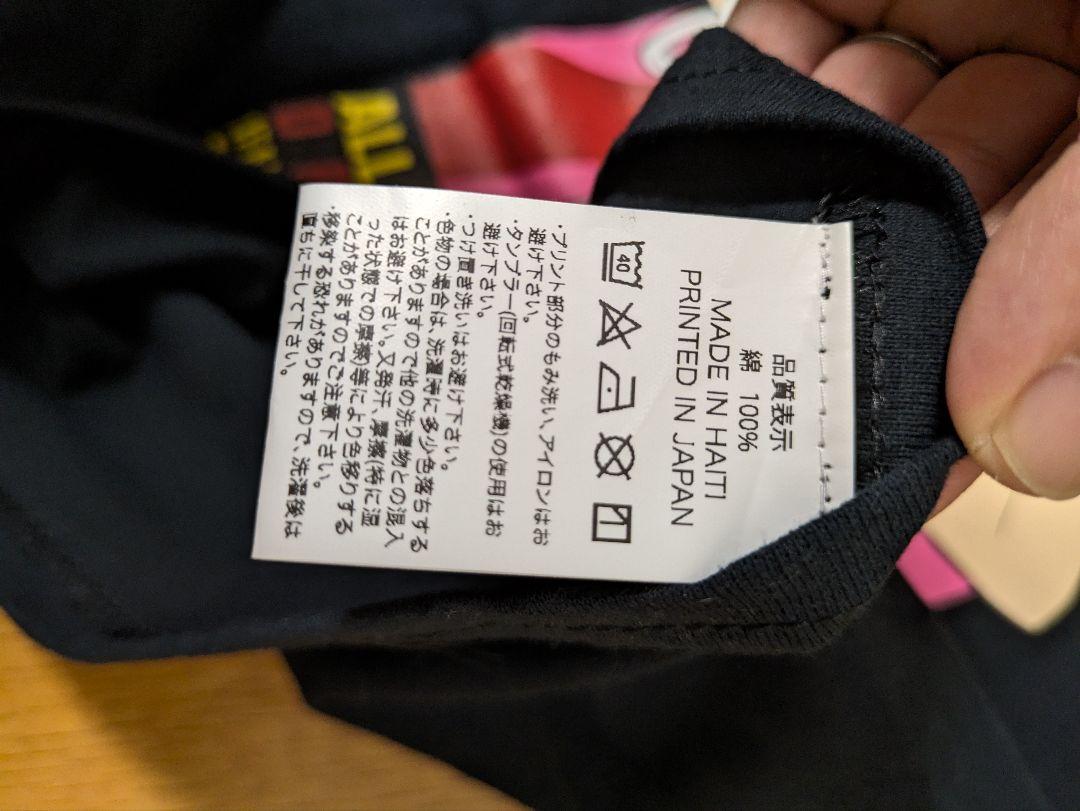 品質表示
綿 100%
MADE IN HAITI
PRINTED IN JAPAN
40
・プリント部分のもみ洗い、アイロンはお
避け下さい。
・タンブラー(回転式乾燥機)の使用はお
避け下さい。
・つけ置き洗いはお避け下さい。
・色物の場合は、洗濯時に多少色落ちする
ことがありますので他の洗濯物との混入
はお避け下さい。又発汗、摩擦(特に湿
った状態での摩擦)等により色移りする
ことがありますのでご注意下さい。
・移染する恐れがありますので、洗濯後は
直ちに干して下さい。
ALL